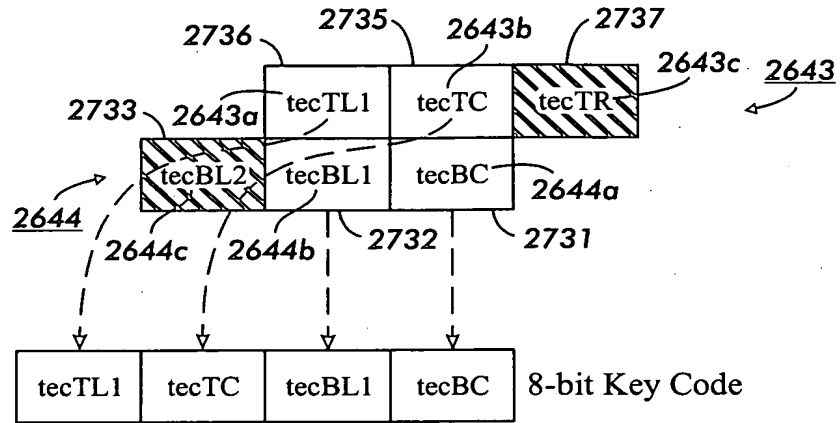 2736 2735 2643b 2737
tecTL1 tecTC tecTR 2643c 2643
2733 2643a
tecBL2 tecBL1 tecBC 2644a
2644 2644c 2644b 2732 2731
tecTL1 tecTC tecBL1 tecBC 8-bit Key Code